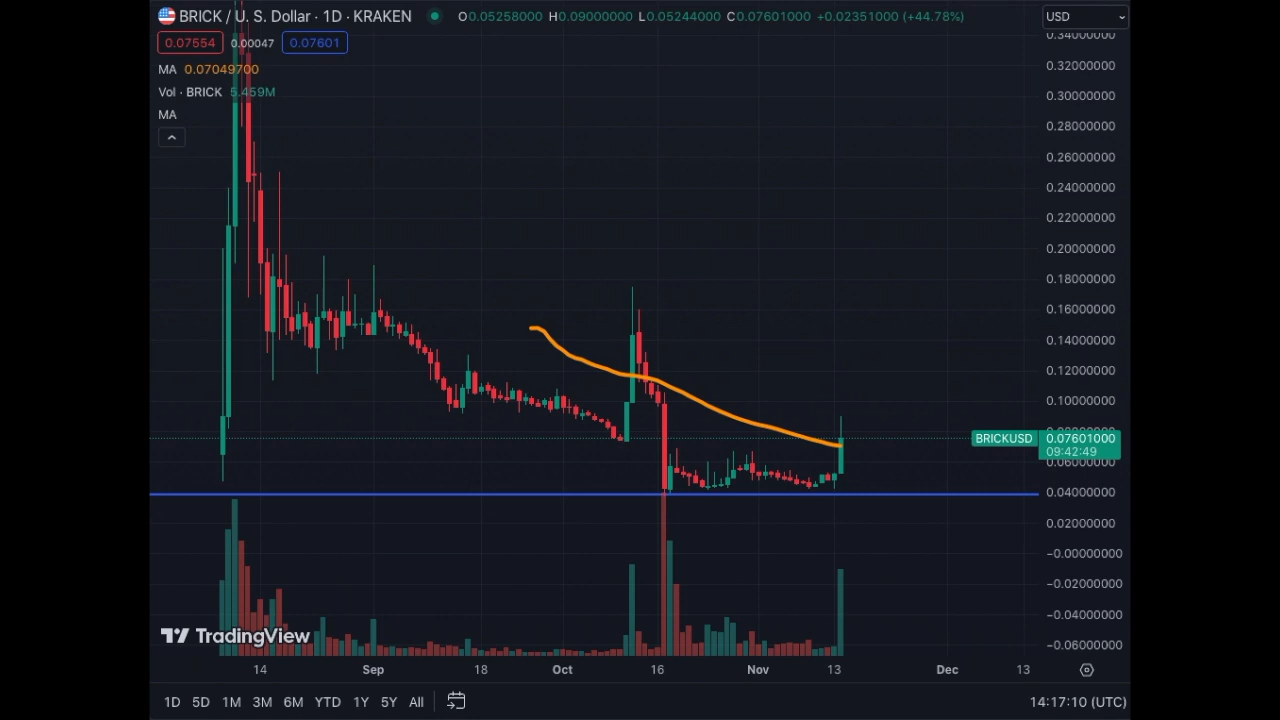 BRICK / U. S. Dollar · 1D · KRAKEN O0.05258000 H0.09000000 L0.05244000 C0.07601000 +0.02351000 (+44.78%) USD
0.07554 0.00047 0.07601
MA 0.07049700
Vol · BRICK 5.459M
MA
0.34000000
0.32000000
0.30000000
0.28000000
0.26000000
0.24000000
0.22000000
0.20000000
0.18000000
0.16000000
0.14000000
0.12000000
0.10000000
0.08000000
BRICKUSD 0.07601000
09:42:49
0.06000000
0.04000000
0.02000000
−0.00000000
−0.02000000
−0.04000000
−0.06000000
TradingView
14 Sep 18 Oct 16 Nov 13 Dec 13
1D 5D 1M 3M 6M YTD 1Y 5Y All 14:17:10 (UTC)